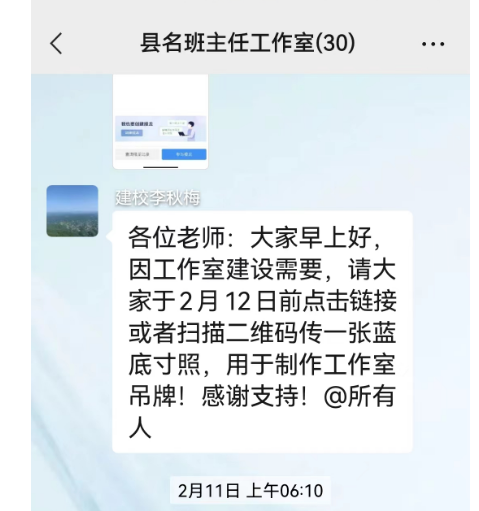 县名班主任工作室(30)
建校李秋梅
各位老师：大家早上好，
因工作室建设需要，请大
家于2月12日前点击链接
或者扫描二维码传一张蓝
底寸照，用于制作工作室
吊牌！感谢支持！@所有
人
2月11日 上午06:10